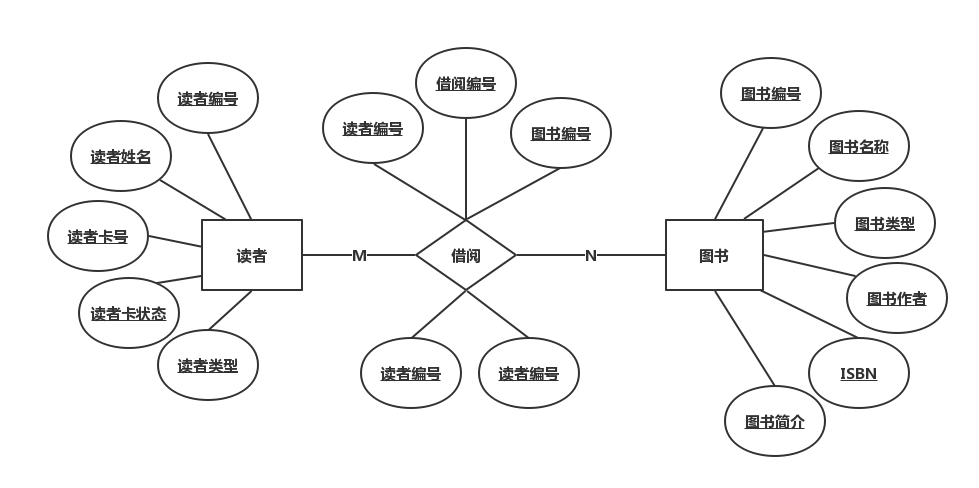 借阅编号
图书编号
读者编号
读者编号
图书编号
图书名称
读者姓名
图书类型
读者卡号
读者
M
借阅
N
图书
图书作者
读者卡状态
读者类型
读者编号
读者编号
ISBN
图书简介